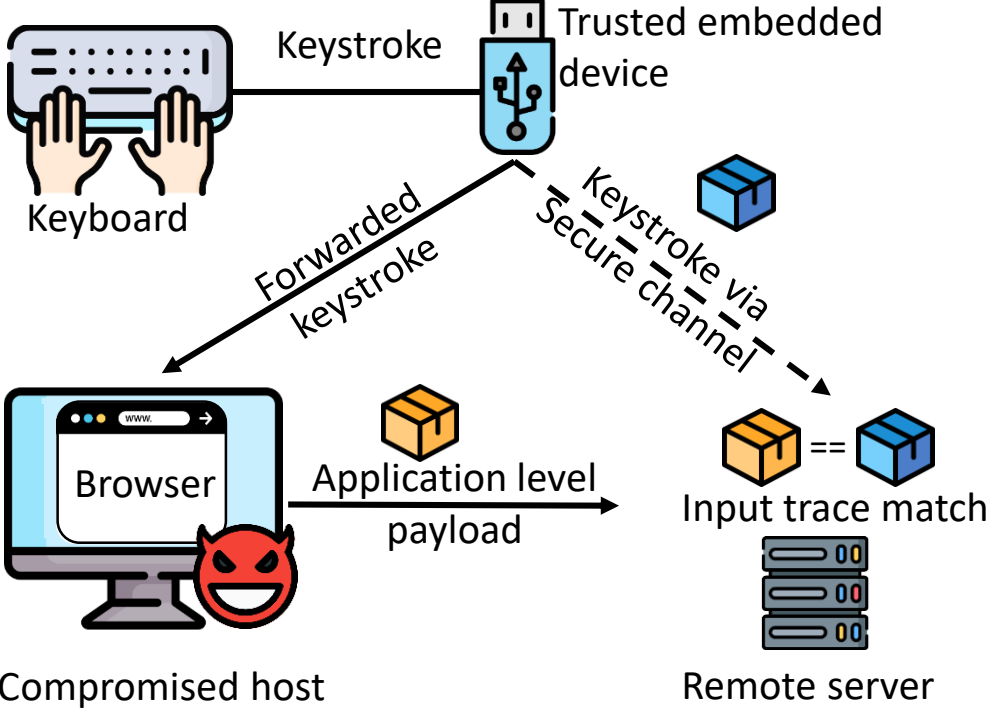 Keystroke
Trusted embedded
device
Keyboard
Forwarded
keystroke
Keystroke via
Secure channel
www.
Browser
Application level
payload
==
Input trace match
Compromised host
Remote server